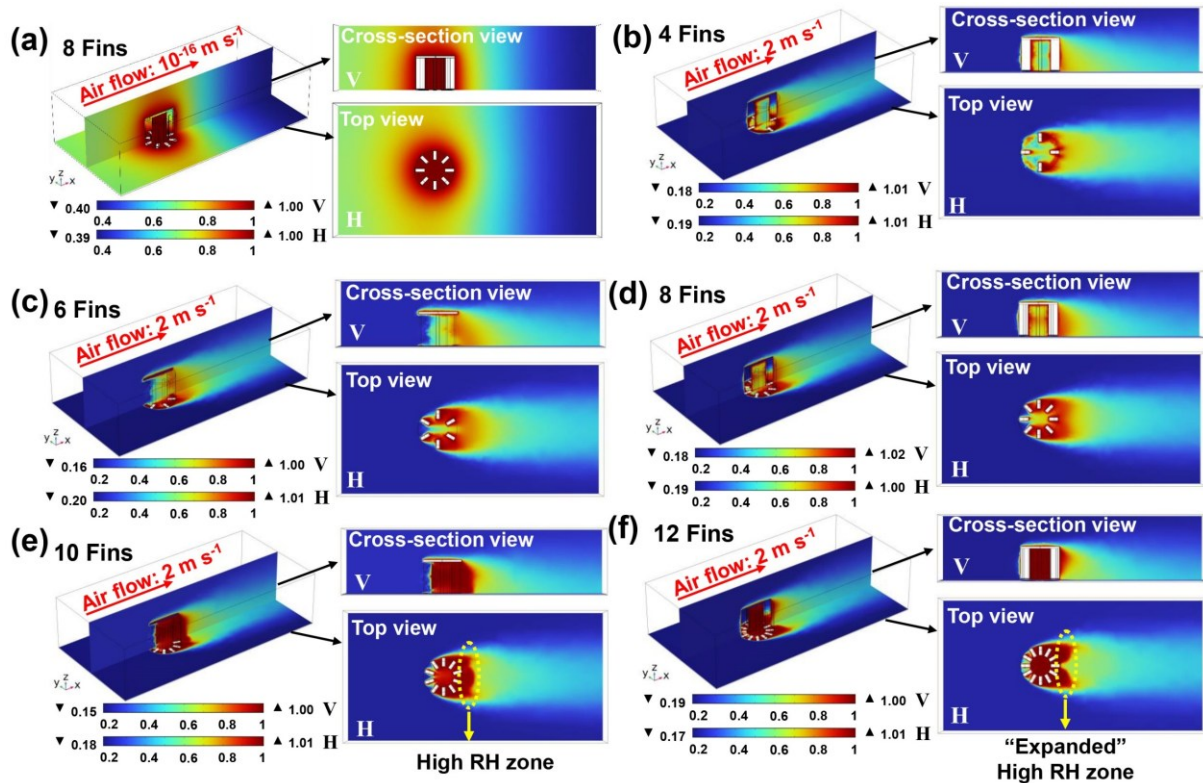 (a) 8 Fins
Air flow: 10⁻¹⁶ m s⁻¹
Cross-section view
V
Top view
H
y z x
▼ 0.40 ▲ 1.00 V
0.4 0.6 0.8 1
▼ 0.39 ▲ 1.00 H
0.4 0.6 0.8 1
(b) 4 Fins
Air flow: 2 m s⁻¹
Cross-section view
V
Top view
H
y z x
▼ 0.18 ▲ 1.01 V
0.2 0.4 0.6 0.8 1
▼ 0.19 ▲ 1.01 H
0.2 0.4 0.6 0.8 1
(c) 6 Fins
Air flow: 2 m s⁻¹
Cross-section view
V
Top view
H
y z x
▼ 0.16 ▲ 1.00 V
0.2 0.4 0.6 0.8 1
▼ 0.20 ▲ 1.01 H
0.2 0.4 0.6 0.8 1
(d) 8 Fins
Air flow: 2 m s⁻¹
Cross-section view
V
Top view
H
y z x
▼ 0.18 ▲ 1.02 V
0.2 0.4 0.6 0.8 1
▼ 0.19 ▲ 1.00 H
0.2 0.4 0.6 0.8 1
(e) 10 Fins
Air flow: 2 m s⁻¹
Cross-section view
V
Top view
H
y z x
▼ 0.15 ▲ 1.00 V
0.2 0.4 0.6 0.8 1
▼ 0.18 ▲ 1.01 H
0.2 0.4 0.6 0.8 1
High RH zone
(f) 12 Fins
Air flow: 2 m s⁻¹
Cross-section view
V
Top view
H
y z x
▼ 0.19 ▲ 1.00 V
0.2 0.4 0.6 0.8 1
▼ 0.17 ▲ 1.01 H
0.2 0.4 0.6 0.8 1
“Expanded”
High RH zone